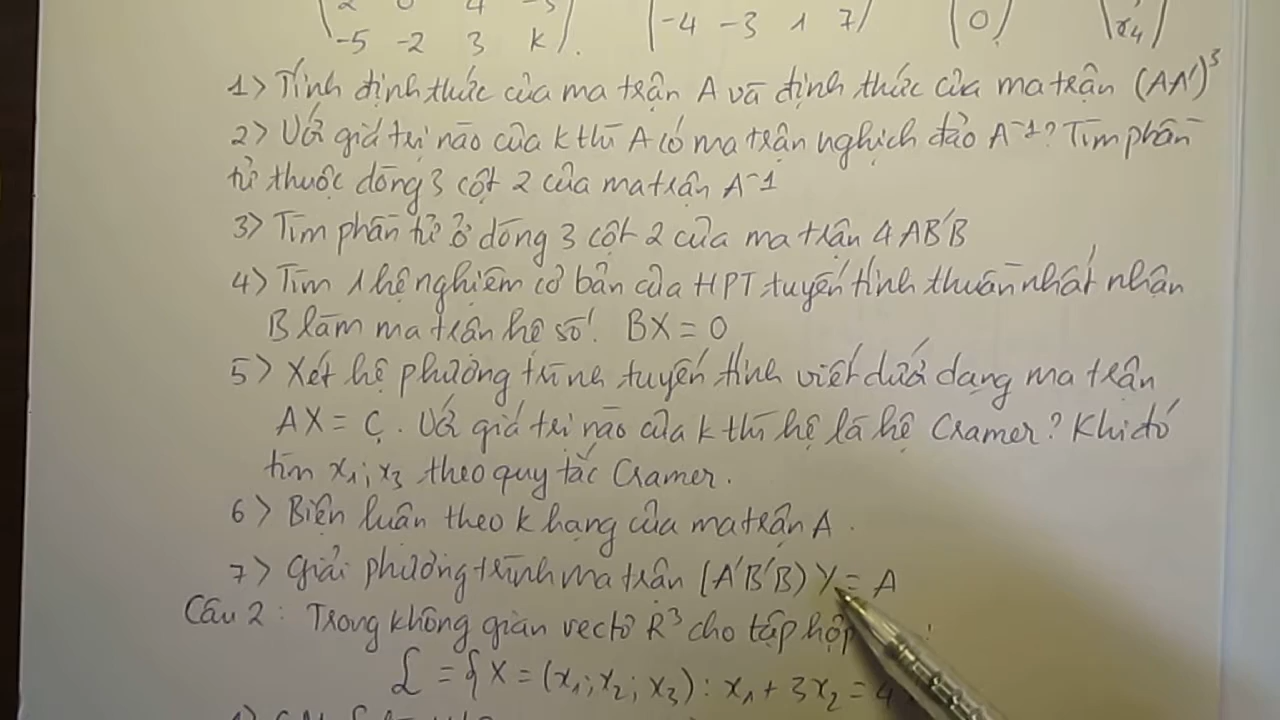 -5 -2 3 k -4 -3 1 7 0 x4
1> Tính định thức của ma trận A và định thức của ma trận (AA')³
2> Với giá trị nào của k thì A có ma trận nghịch đảo A⁻¹? Tìm phần
tử thuộc dòng 3 cột 2 của ma trận A⁻¹
3> Tìm phần tử ở dòng 3 cột 2 của ma trận 4AB'B
4> Tìm 1 hệ nghiệm cơ bản của HPT tuyến tính thuần nhất nhận
B làm ma trận hệ số! BX = 0
5> Xét hệ phương trình tuyến tính viết dưới dạng ma trận
AX = C. Với giá trị nào của k thì hệ là hệ Cramer? Khi đó
tìm x₁; x₃ theo quy tắc Cramer.
6> Biện luận theo k hạng của ma trận A.
7> Giải phương trình ma trận (A'B'B)Y = A
Câu 2: Trong không gian vectơ R³ cho tập hợp
L = {X = (x₁; x₂; x₃): x₁ + 3x₂ = 4